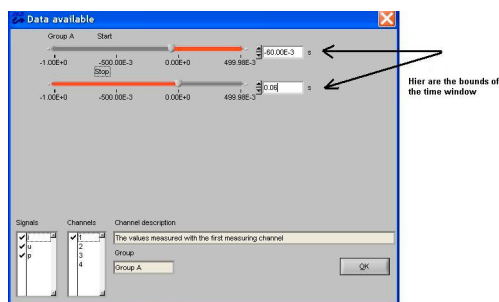 Data available
Group A Start
-60.00E-3 s
-1.00E+0 -500.00E-3 0.00E+0 499.98E-3
Stop
0.06 s
-1.00E+0 -500.00E-3 0.00E+0 499.98E-3
Hier are the bounds of
the time window
Signals Channels Channel description
i 1 The values measured with the first measuring channel
u 2
p 3 Group
4 Group A
OK